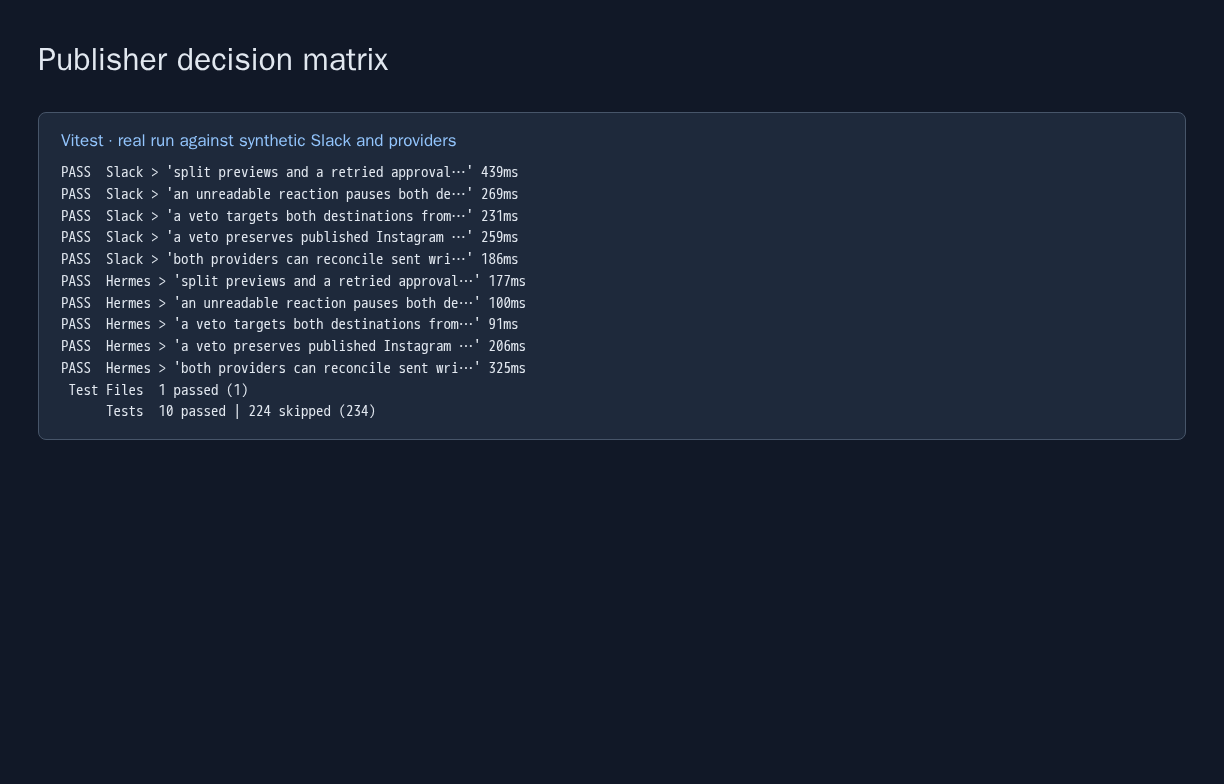 Publisher decision matrix
Vitest · real run against synthetic Slack and providers
PASS  Slack > 'split previews and a retried approval⋯' 439ms
PASS  Slack > 'an unreadable reaction pauses both de⋯' 269ms
PASS  Slack > 'a veto targets both destinations from⋯' 231ms
PASS  Slack > 'a veto preserves published Instagram ⋯' 259ms
PASS  Slack > 'both providers can reconcile sent wri⋯' 186ms
PASS  Hermes > 'split previews and a retried approval⋯' 177ms
PASS  Hermes > 'an unreadable reaction pauses both de⋯' 100ms
PASS  Hermes > 'a veto targets both destinations from⋯' 91ms
PASS  Hermes > 'a veto preserves published Instagram ⋯' 206ms
PASS  Hermes > 'both providers can reconcile sent wri⋯' 325ms
 Test Files  1 passed (1)
      Tests  10 passed | 224 skipped (234)